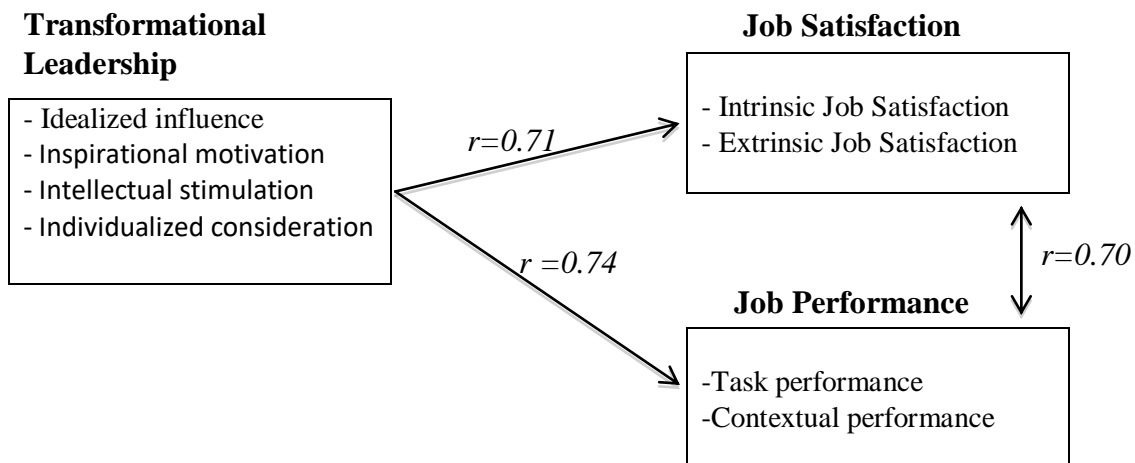 Transformational
Leadership
- Idealized influence
- Inspirational motivation
- Intellectual stimulation
- Individualized consideration
r=0.71
r =0.74
Job Satisfaction
- Intrinsic Job Satisfaction
- Extrinsic Job Satisfaction
r=0.70
Job Performance
-Task performance
-Contextual performance